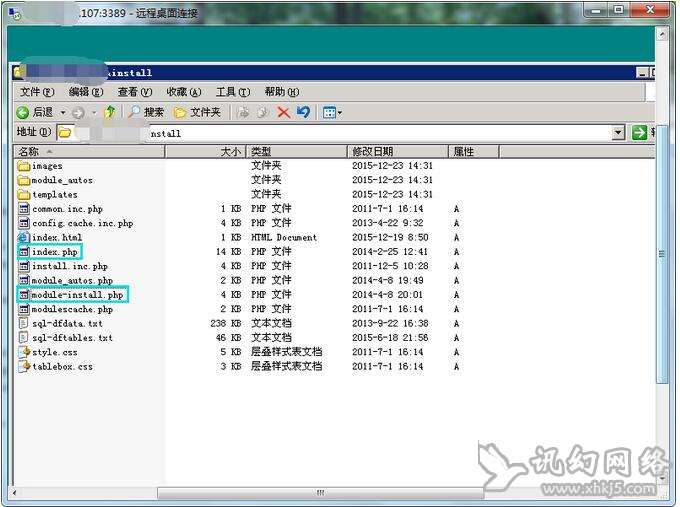 .107:3389 - 远程桌面连接
install
文件(F) 编辑(E) 查看(V) 收藏(A) 工具(T) 帮助(H)
后退 搜索 文件夹
地址(D) nstall 转
名称 大小 类型 修改日期 属性
images 文件夹 2015-12-23 14:31
module_autos 文件夹 2015-12-23 14:31
templates 文件夹 2015-12-23 14:31
common.inc.php 1 KB PHP 文件 2011-7-1 16:14 A
config.cache.inc.php 4 KB PHP 文件 2013-4-22 9:32 A
index.html 1 KB HTML Document 2015-12-19 8:50 A
index.php 14 KB PHP 文件 2014-2-25 12:41 A
install.inc.php 4 KB PHP 文件 2011-12-5 10:28 A
module_autos.php 2 KB PHP 文件 2014-4-8 19:49 A
module-install.php 4 KB PHP 文件 2014-4-8 20:01 A
modulescache.php 2 KB PHP 文件 2011-7-1 16:14 A
sql-dfdata.txt 238 KB 文本文档 2013-9-22 16:38 A
sql-dftables.txt 46 KB 文本文档 2015-6-18 21:56 A
style.css 5 KB 层叠样式表文档 2011-7-1 16:14 A
tablebox.css 3 KB 层叠样式表文档 2011-7-1 16:14 A
讯幻网络
www.xhkj5.com